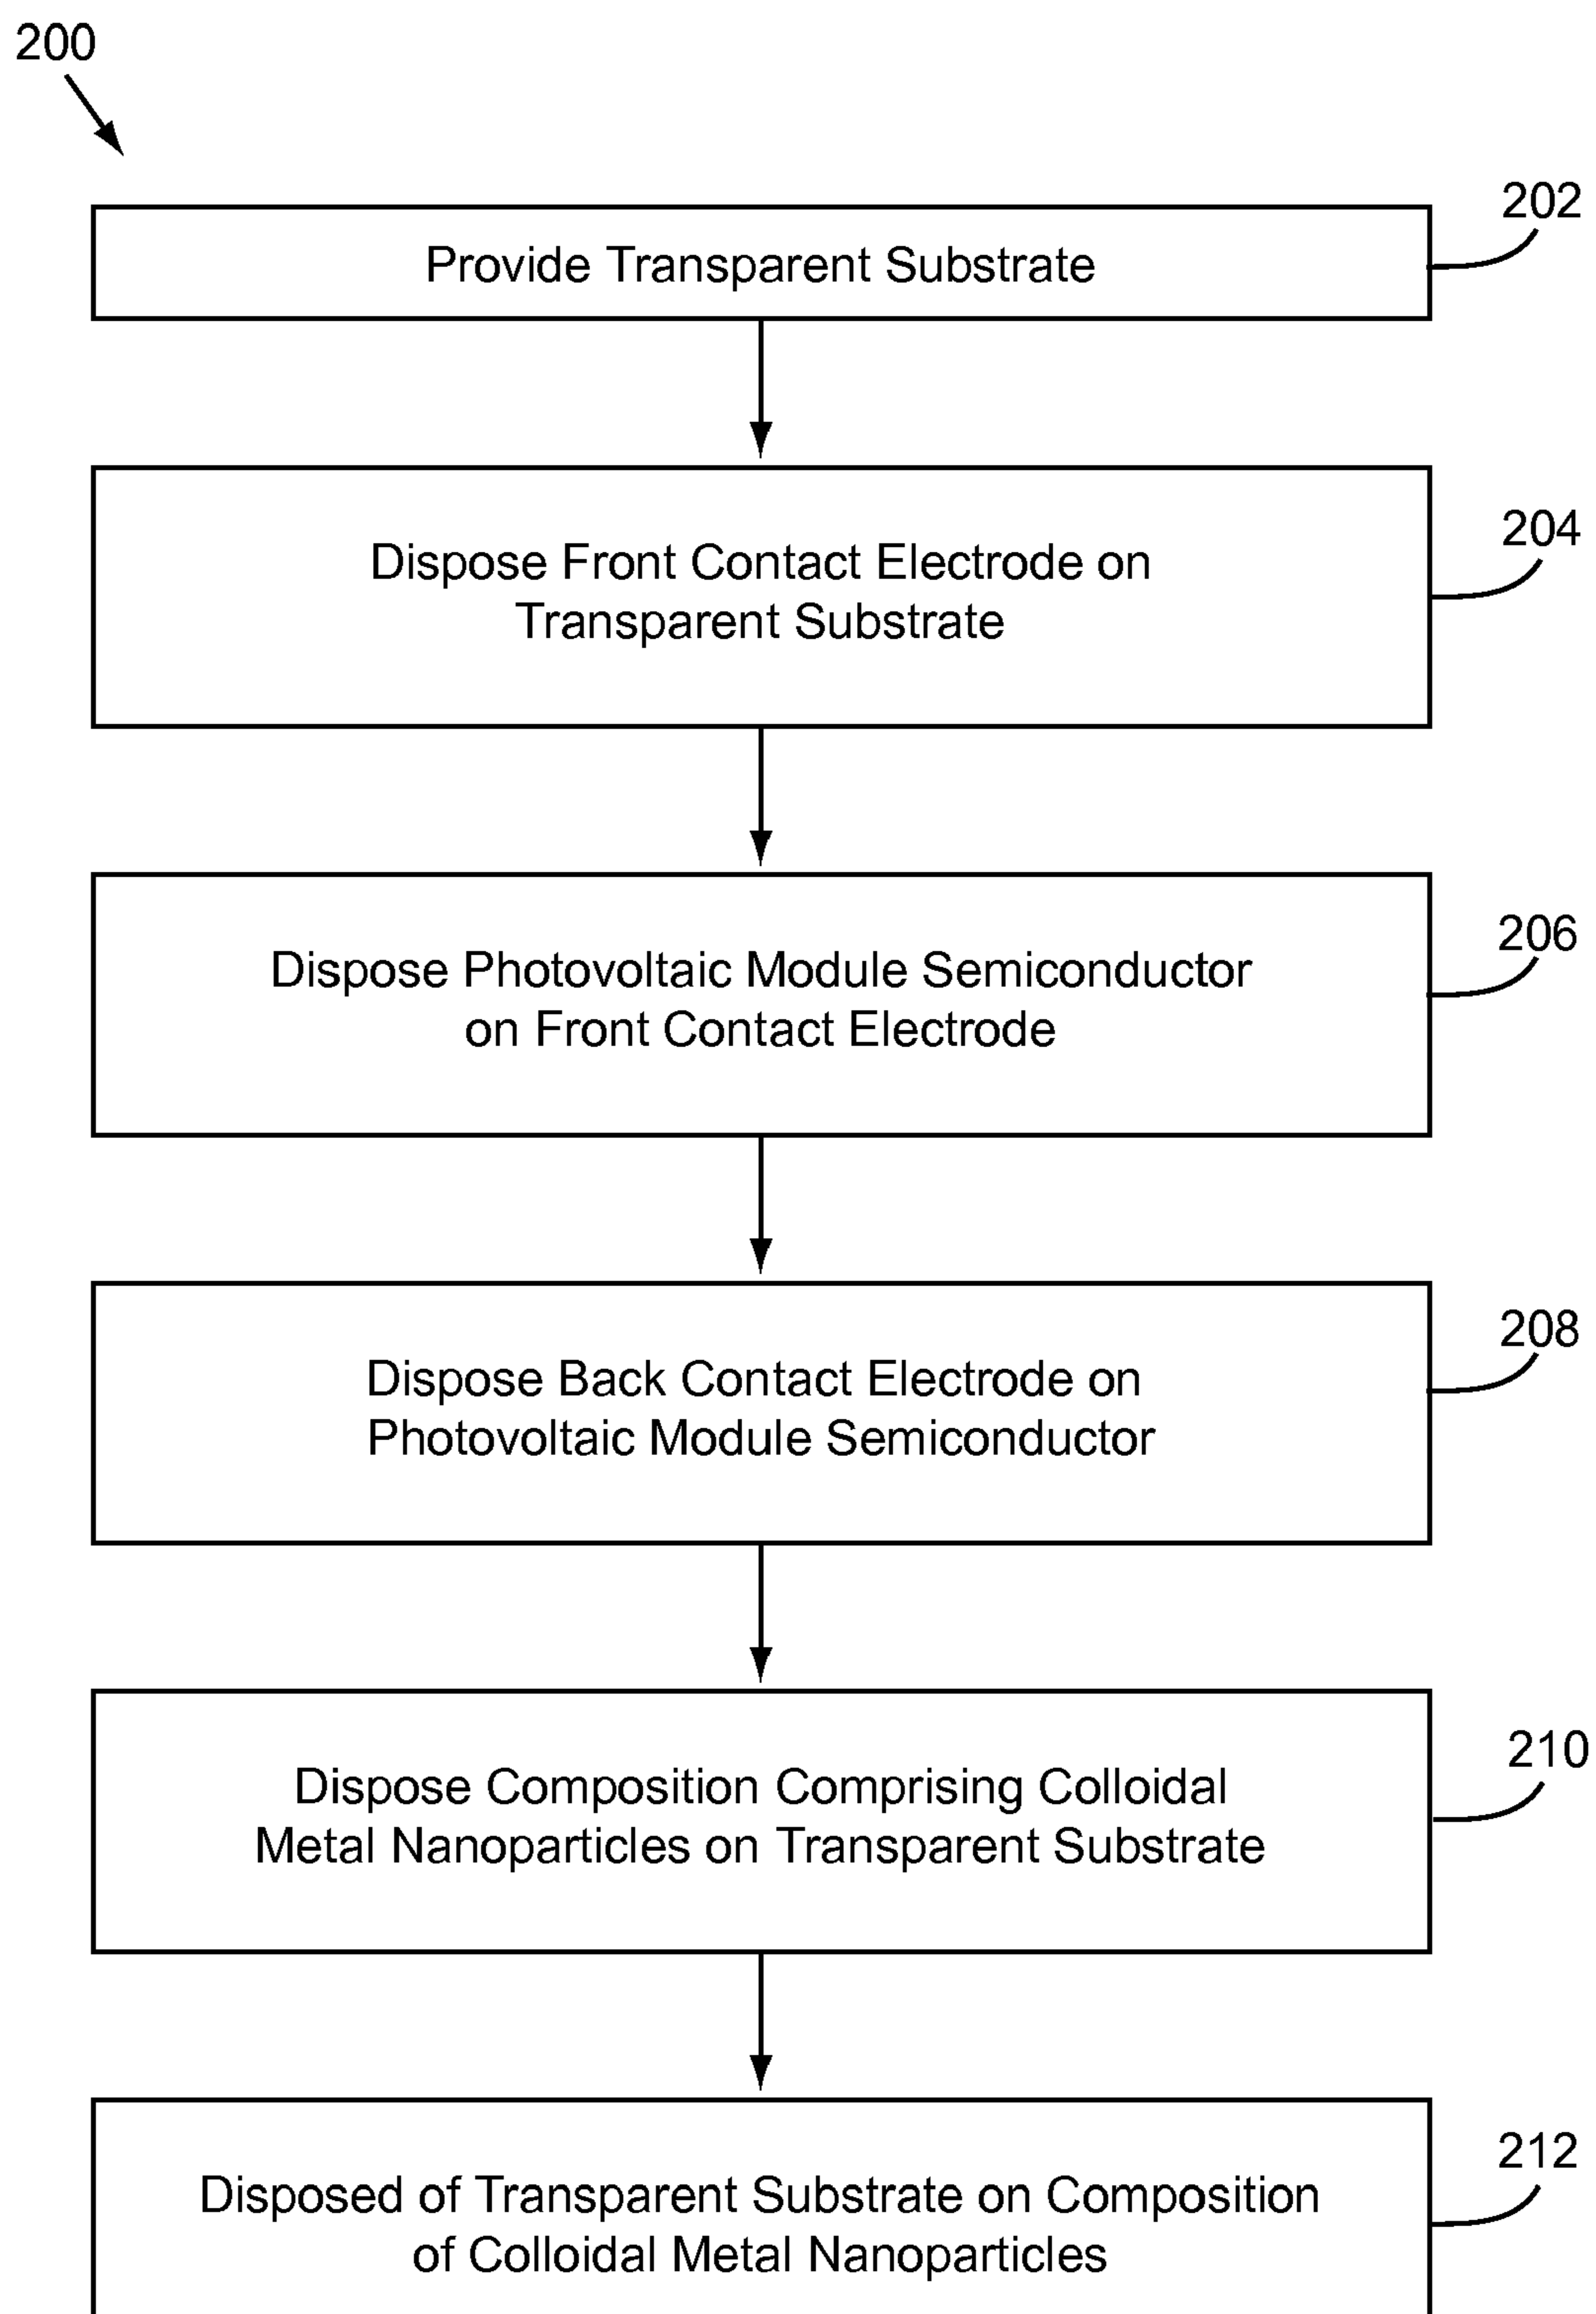 200
202
Provide Transparent Substrate
204
Dispose Front Contact Electrode on
Transparent Substrate
206
Dispose Photovoltaic Module Semiconductor
on Front Contact Electrode
208
Dispose Back Contact Electrode on
Photovoltaic Module Semiconductor
210
Dispose Composition Comprising Colloidal
Metal Nanoparticles on Transparent Substrate
212
Disposed of Transparent Substrate on Composition
of Colloidal Metal Nanoparticles